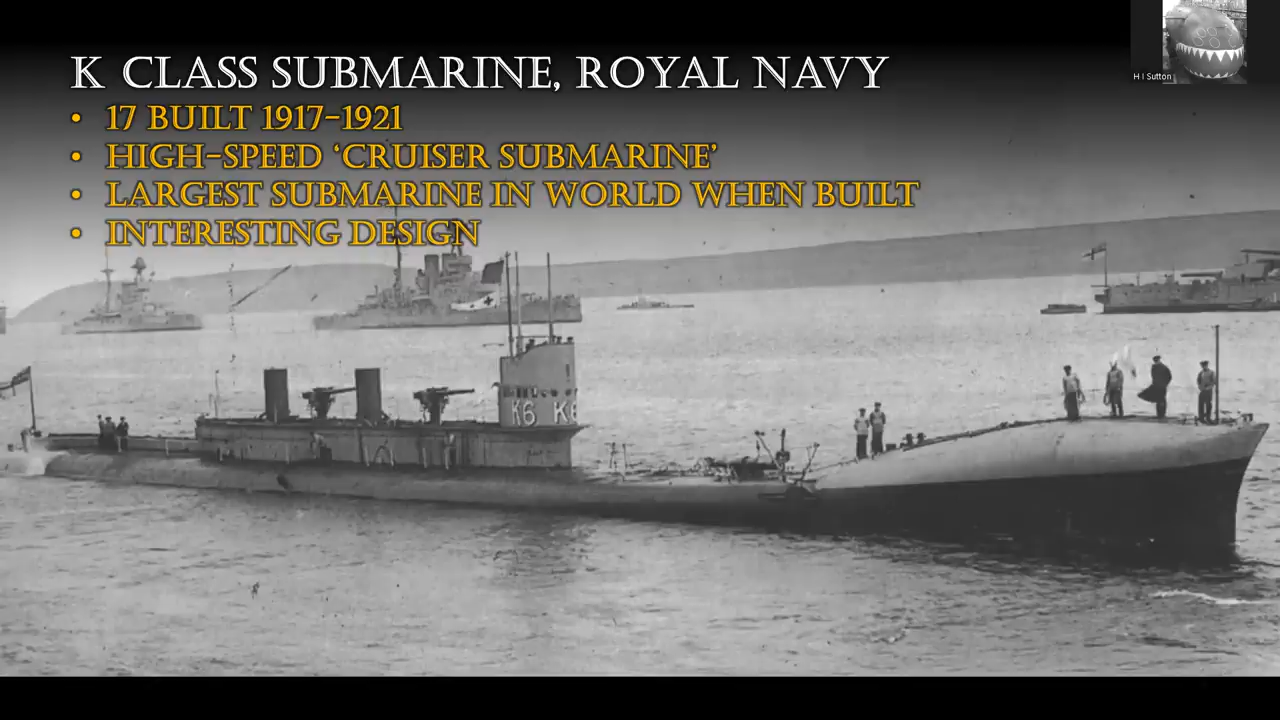 K CLASS SUBMARINE, ROYAL NAVY
• 17 BUILT 1917-1921
• HIGH-SPEED ‘CRUISER SUBMARINE’
• LARGEST SUBMARINE IN WORLD WHEN BUILT
• INTERESTING DESIGN
H I Sutton
K6 K6